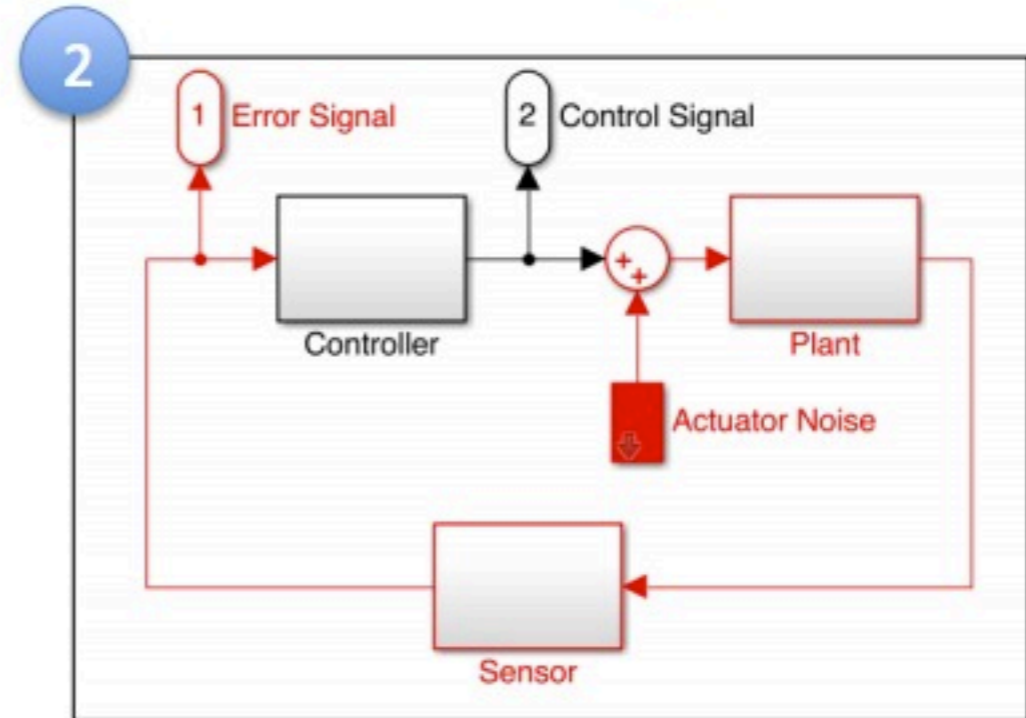 2
1 Error Signal
2 Control Signal
+
+
Controller
Plant
Actuator Noise
Sensor